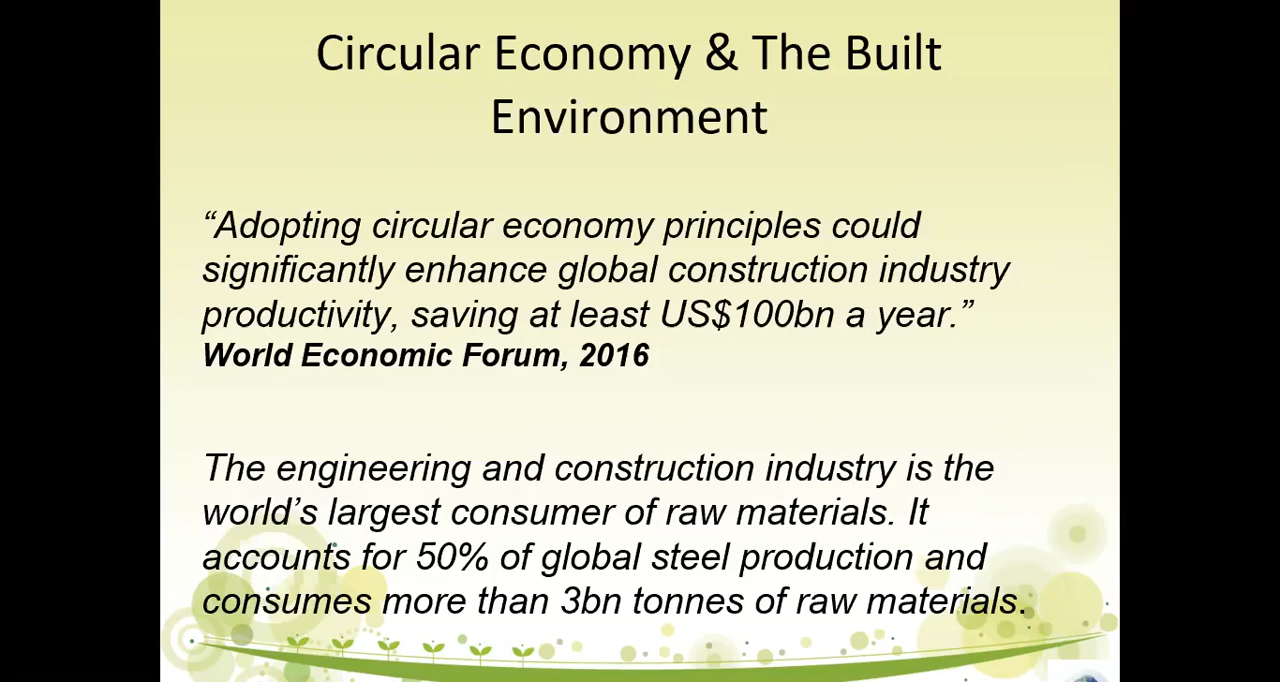 Circular Economy & The Built
Environment
“Adopting circular economy principles could
significantly enhance global construction industry
productivity, saving at least US$100bn a year.”
World Economic Forum, 2016
The engineering and construction industry is the
world’s largest consumer of raw materials. It
accounts for 50% of global steel production and
consumes more than 3bn tonnes of raw materials.